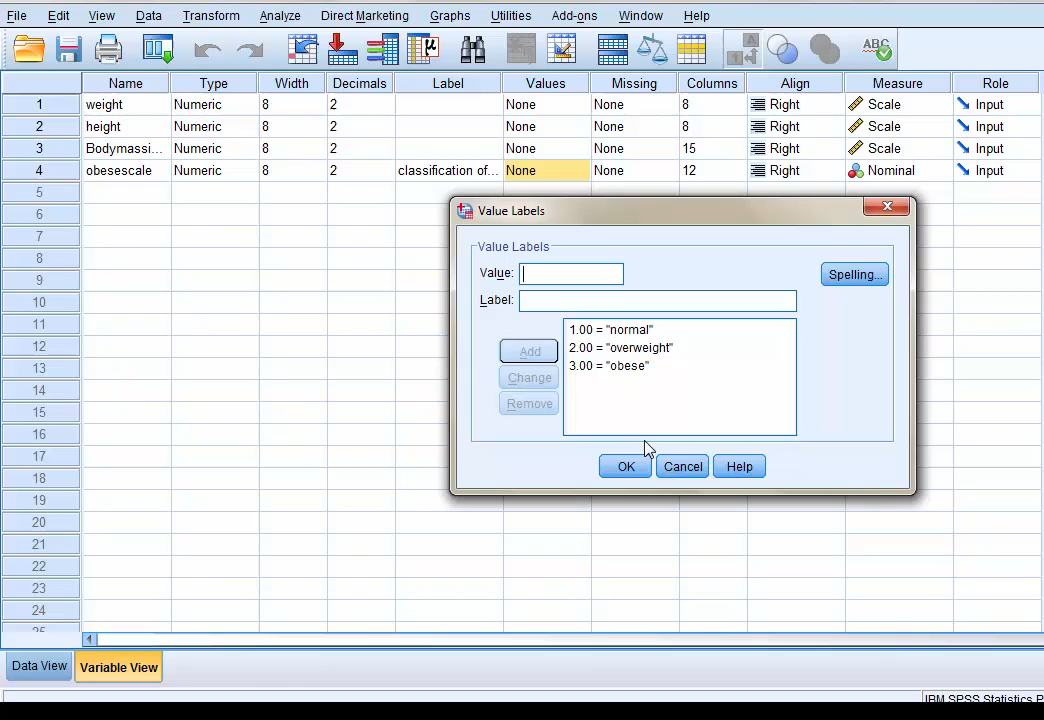 File Edit View Data Transform Analyze Direct Marketing Graphs Utilities Add-ons Window Help
A
1
14
ABC
Name Type Width Decimals Label Values Missing Columns Align Measure Role
1 weight Numeric 8 2 None None 8 Right Scale Input
2 height Numeric 8 2 None None 8 Right Scale Input
3 Bodymassi... Numeric 8 2 None None 15 Right Scale Input
4 obesescale Numeric 8 2 classification of... None None 12 Right Nominal Input
5
6
7
8
9
10
11
12
13
14
15
16
17
18
19
20
21
22
23
24
25
Value Labels
Value Labels
Value:
Spelling...
Label:
1.00 = "normal"
2.00 = "overweight"
3.00 = "obese"
Add
Change
Remove
OK Cancel Help
Data View Variable View
IBM SPSS Statistics P